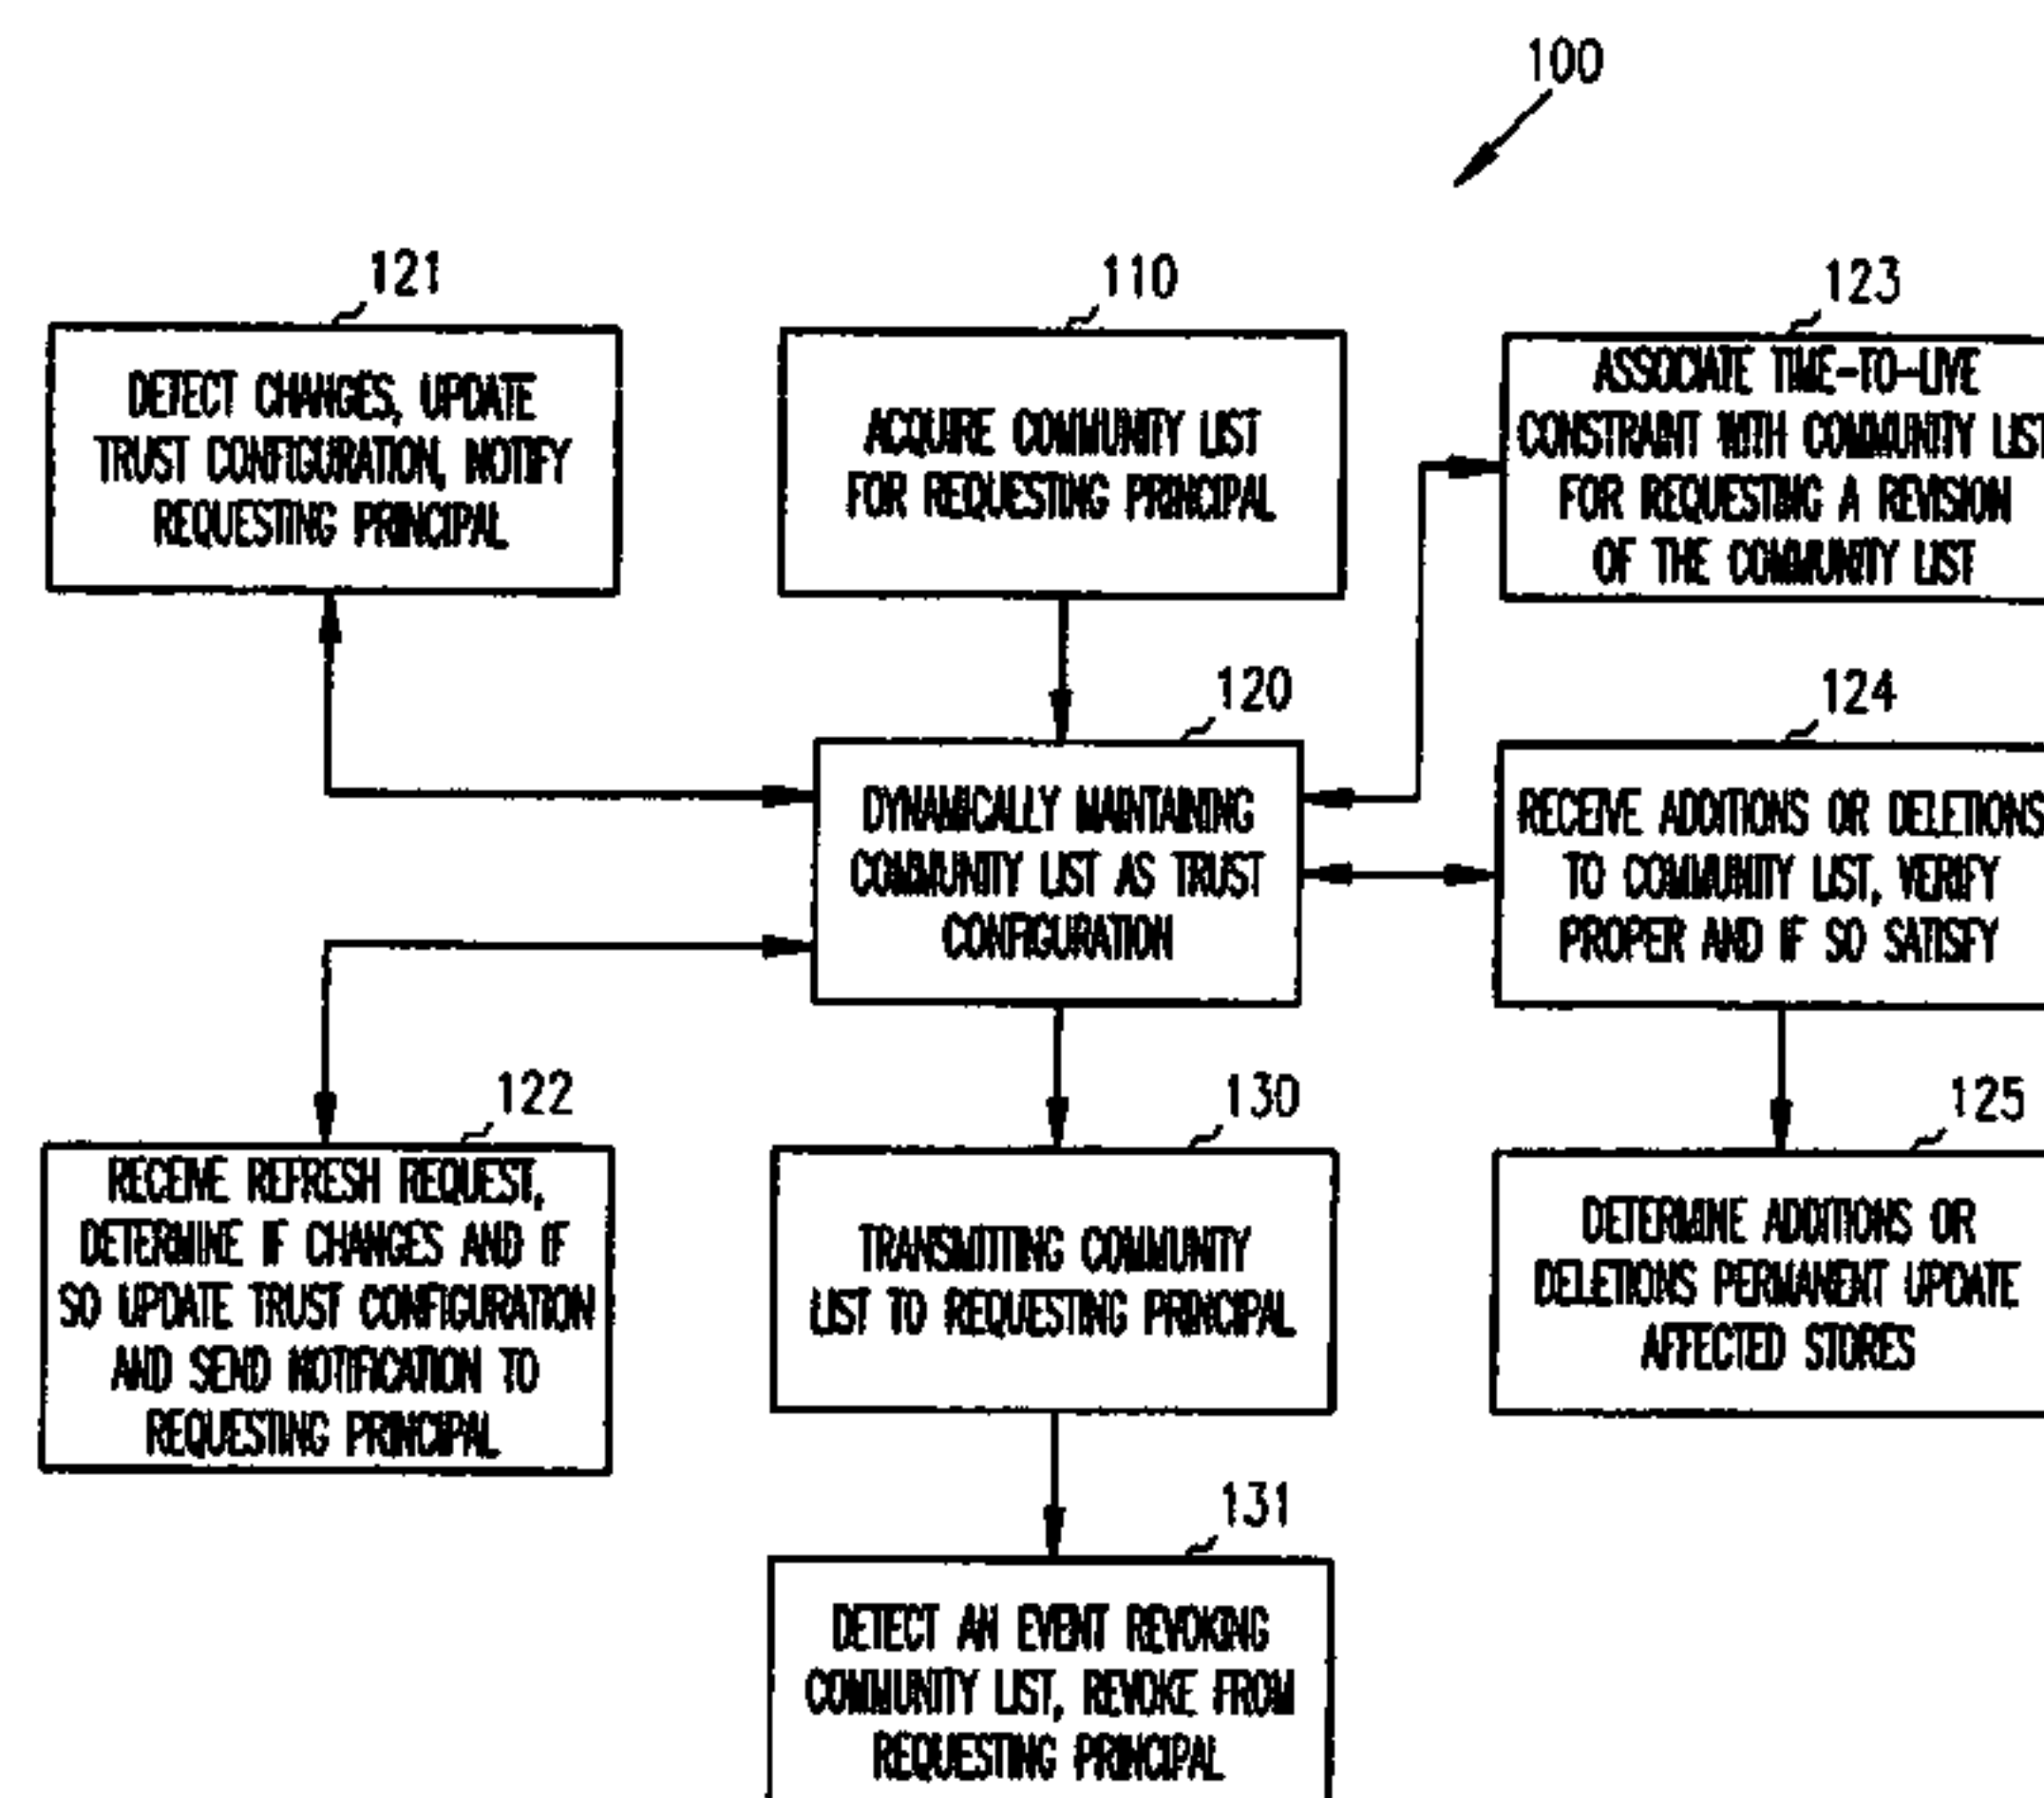 100
121
DETECT CHANGES, UPDATE
TRUST CONFIGURATION, NOTIFY
REQUESTING PRINCIPAL
110
ACQUIRE COMMUNITY LIST
FOR REQUESTING PRINCIPAL
123
ASSOCIATE TIME-TO-LIVE
CONSTRAINT WITH COMMUNITY LIST
FOR REQUESTING A REVISION
OF THE COMMUNITY LIST
120
DYNAMICALLY MAINTAINING
COMMUNITY LIST AS TRUST
CONFIGURATION
124
RECEIVE ADDITIONS OR DELETIONS
TO COMMUNITY LIST, VERIFY
PROPER AND IF SO SATISFY
122
RECEIVE REFRESH REQUEST,
DETERMINE IF CHANGES AND IF
SO UPDATE TRUST CONFIGURATION
AND SEND NOTIFICATION TO
REQUESTING PRINCIPAL
130
TRANSMITTING COMMUNITY
LIST TO REQUESTING PRINCIPAL
125
DETERMINE ADDITIONS OR
DELETIONS PERMANENT UPDATE
AFFECTED STORES
131
DETECT AN EVENT REVOKING
COMMUNITY LIST, REVOKE FROM
REQUESTING PRINCIPAL